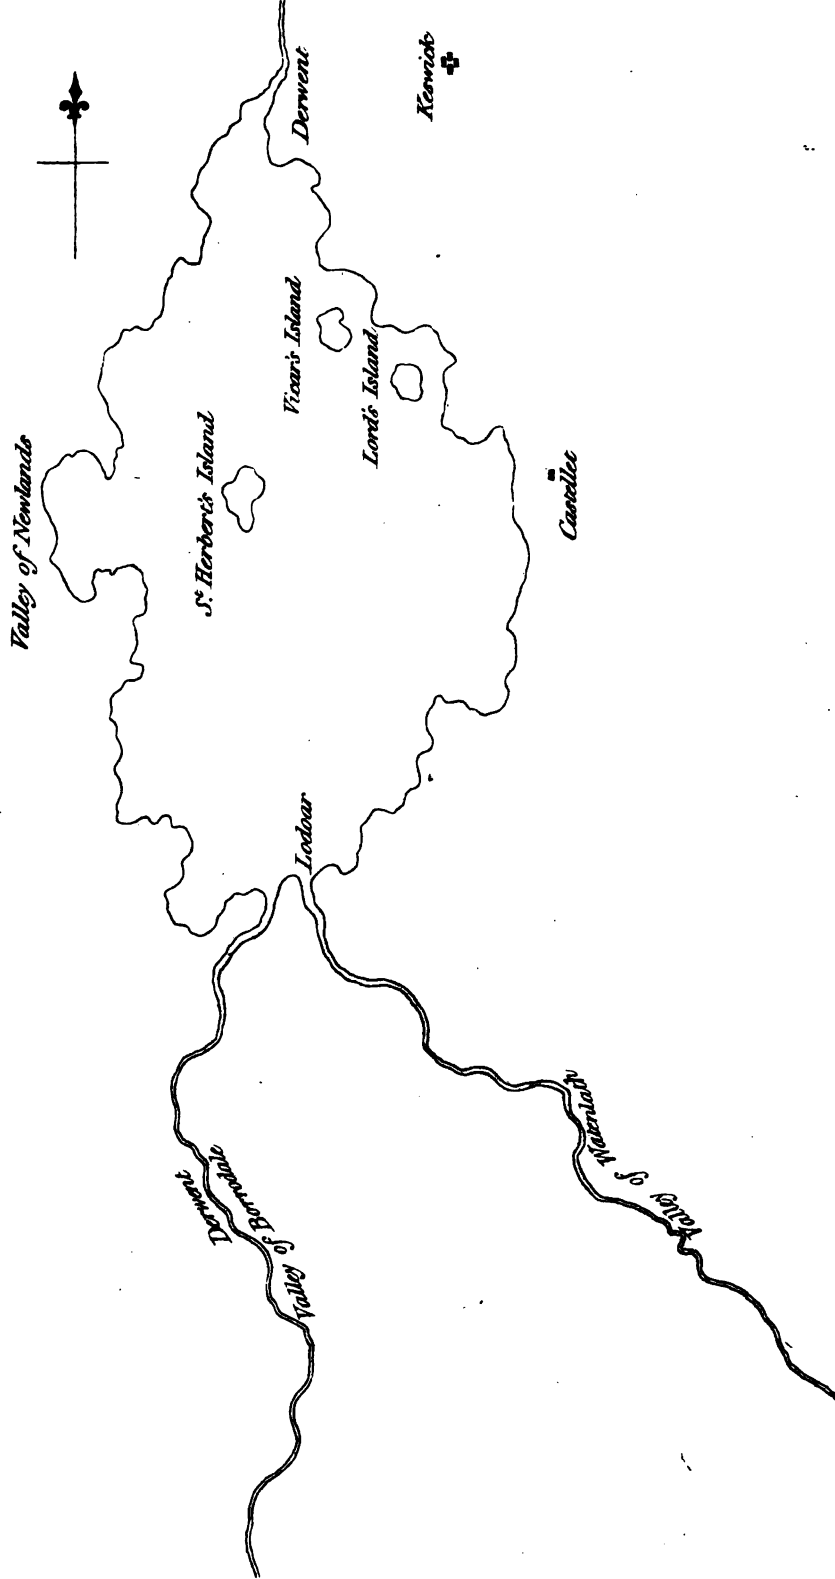 Keswick
Derwent
Vicar's Island
Lord's Island
St. Herbert's Island
Valley of Newlands
Castellet
Lodoar
Derwent
Valley of Borrodale
Valley of Watenlath